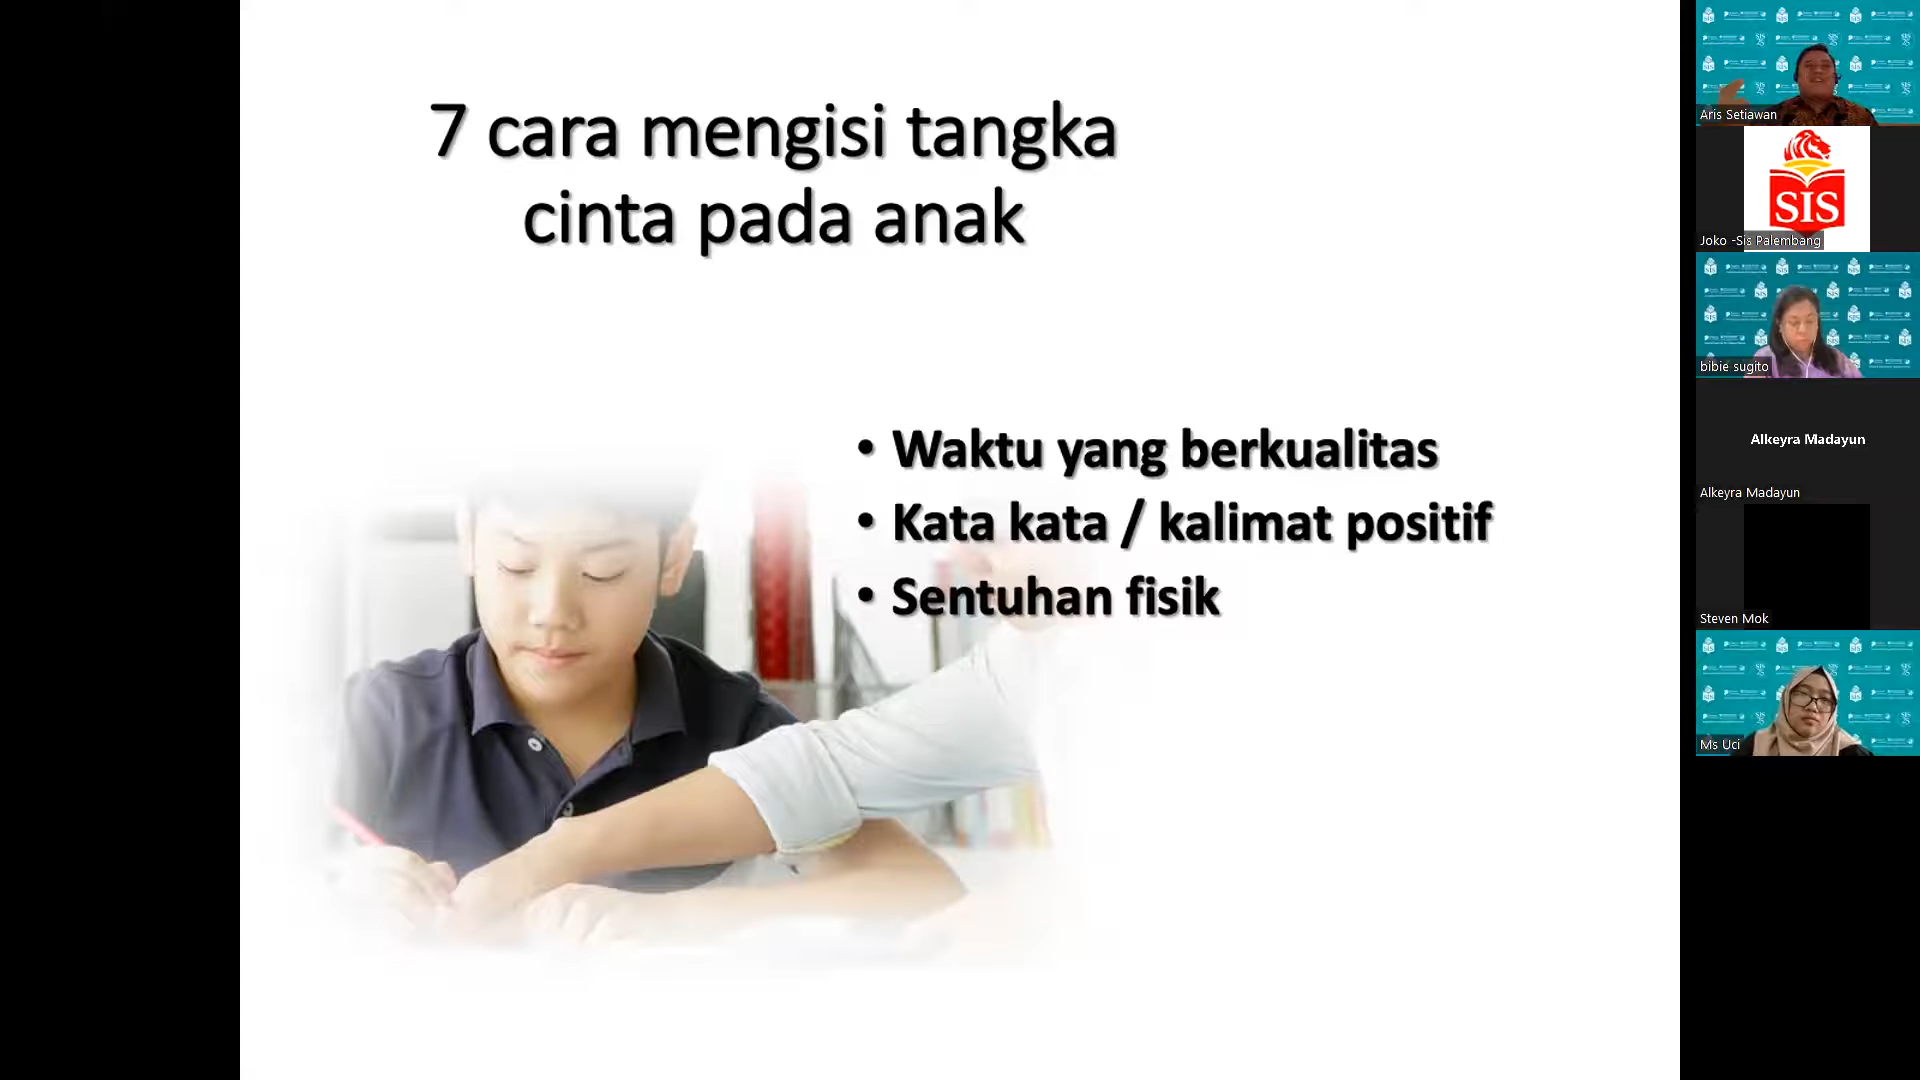 7 cara mengisi tangka
cinta pada anak
• Waktu yang berkualitas
• Kata kata / kalimat positif
• Sentuhan fisik
Aris Setiawan
SIS
Joko -Sis Palembang
bibie sugito
Alkeyra Madayun
Alkeyra Madayun
Steven Mok
Ms Uci